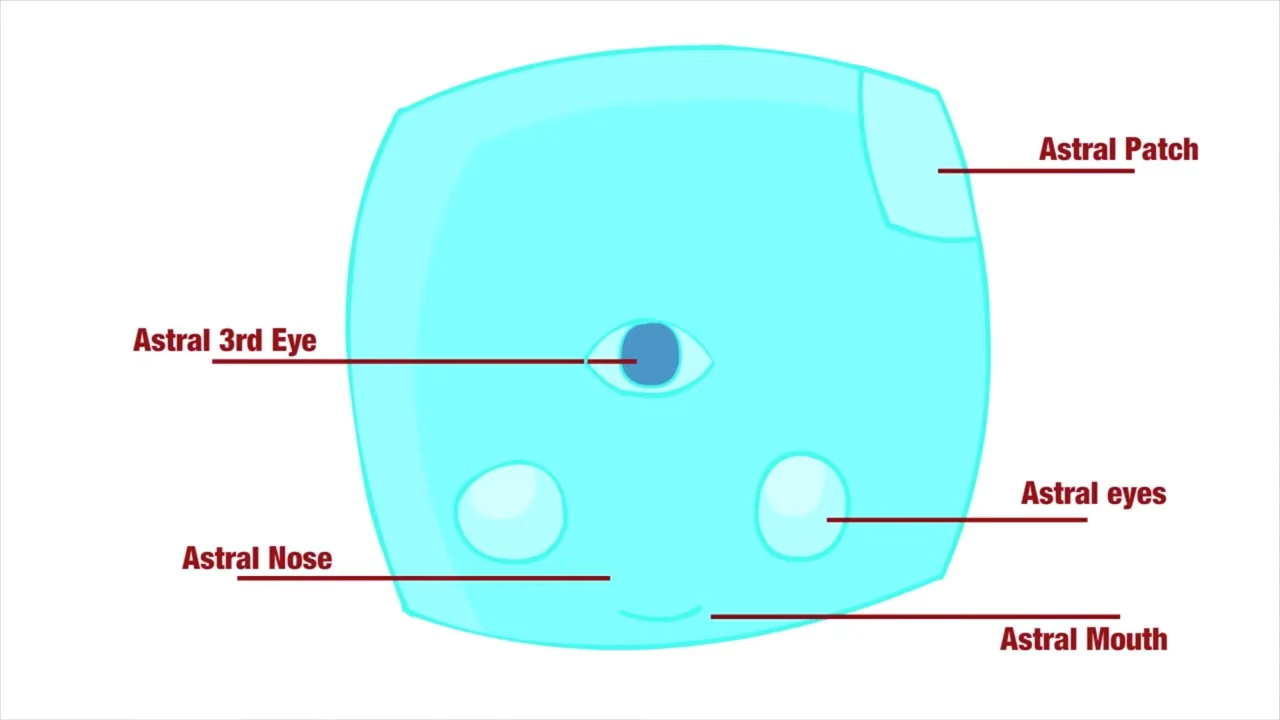 Astral Patch
Astral 3rd Eye
Astral eyes
Astral Nose
Astral Mouth